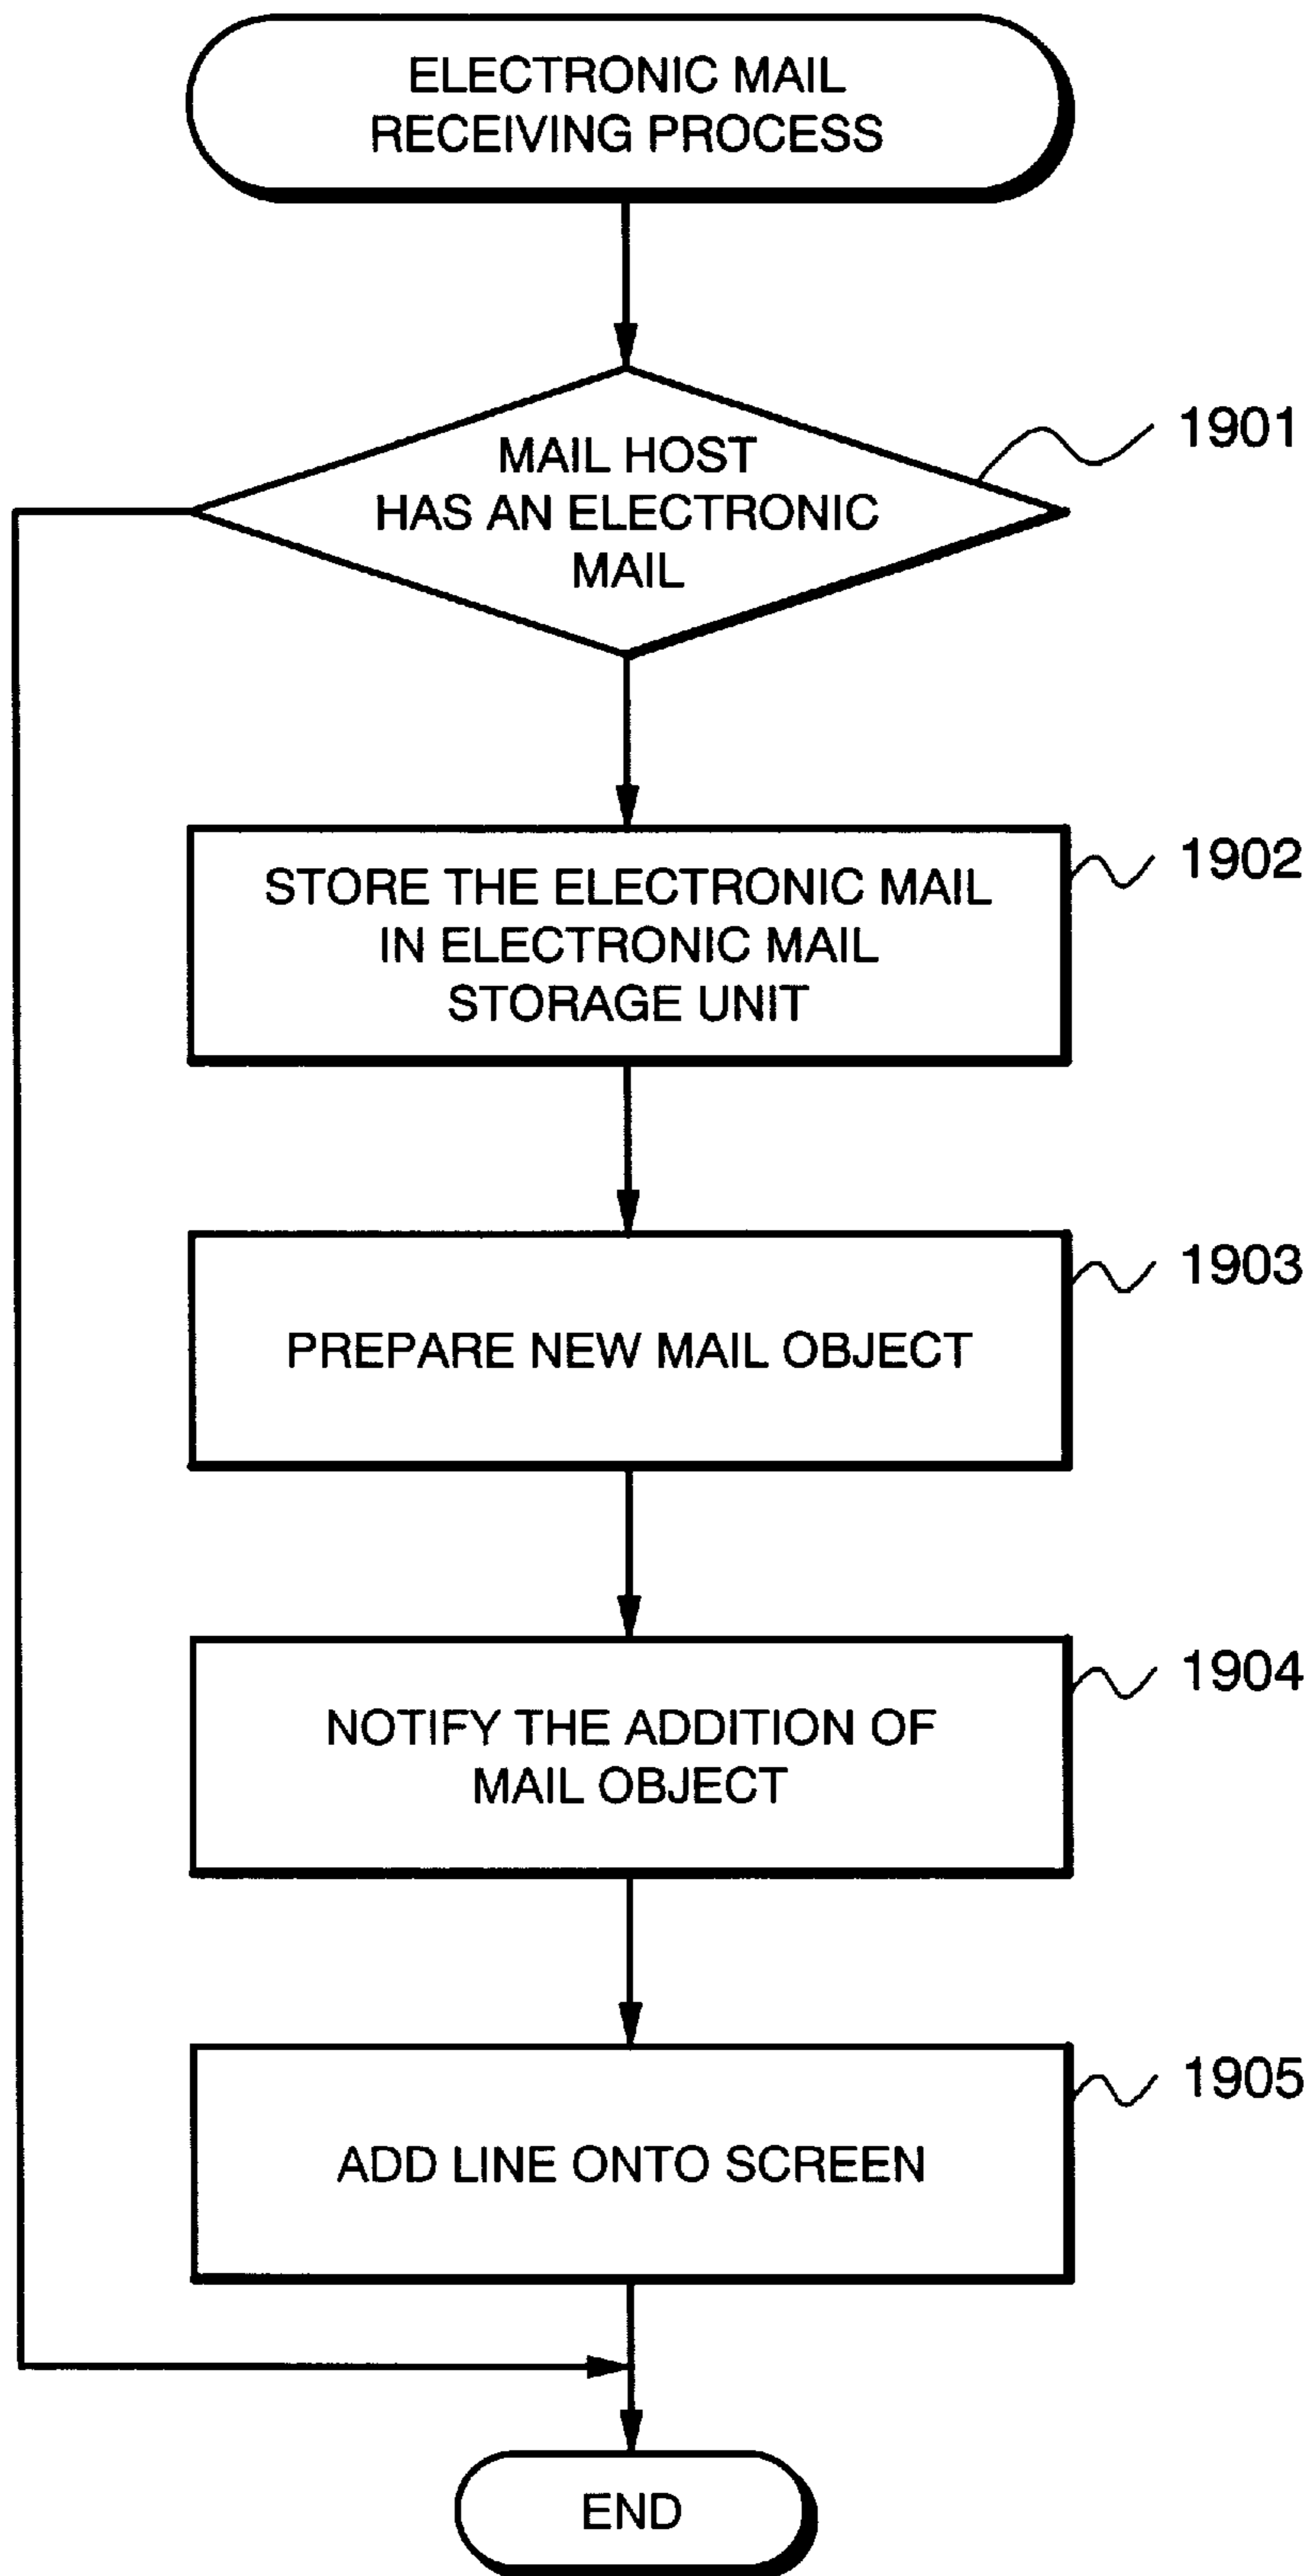 ELECTRONIC MAIL
RECEIVING PROCESS
MAIL HOST
HAS AN ELECTRONIC
MAIL
1901
STORE THE ELECTRONIC MAIL
IN ELECTRONIC MAIL
STORAGE UNIT
1902
PREPARE NEW MAIL OBJECT
1903
NOTIFY THE ADDITION OF
MAIL OBJECT
1904
ADD LINE ONTO SCREEN
1905
END